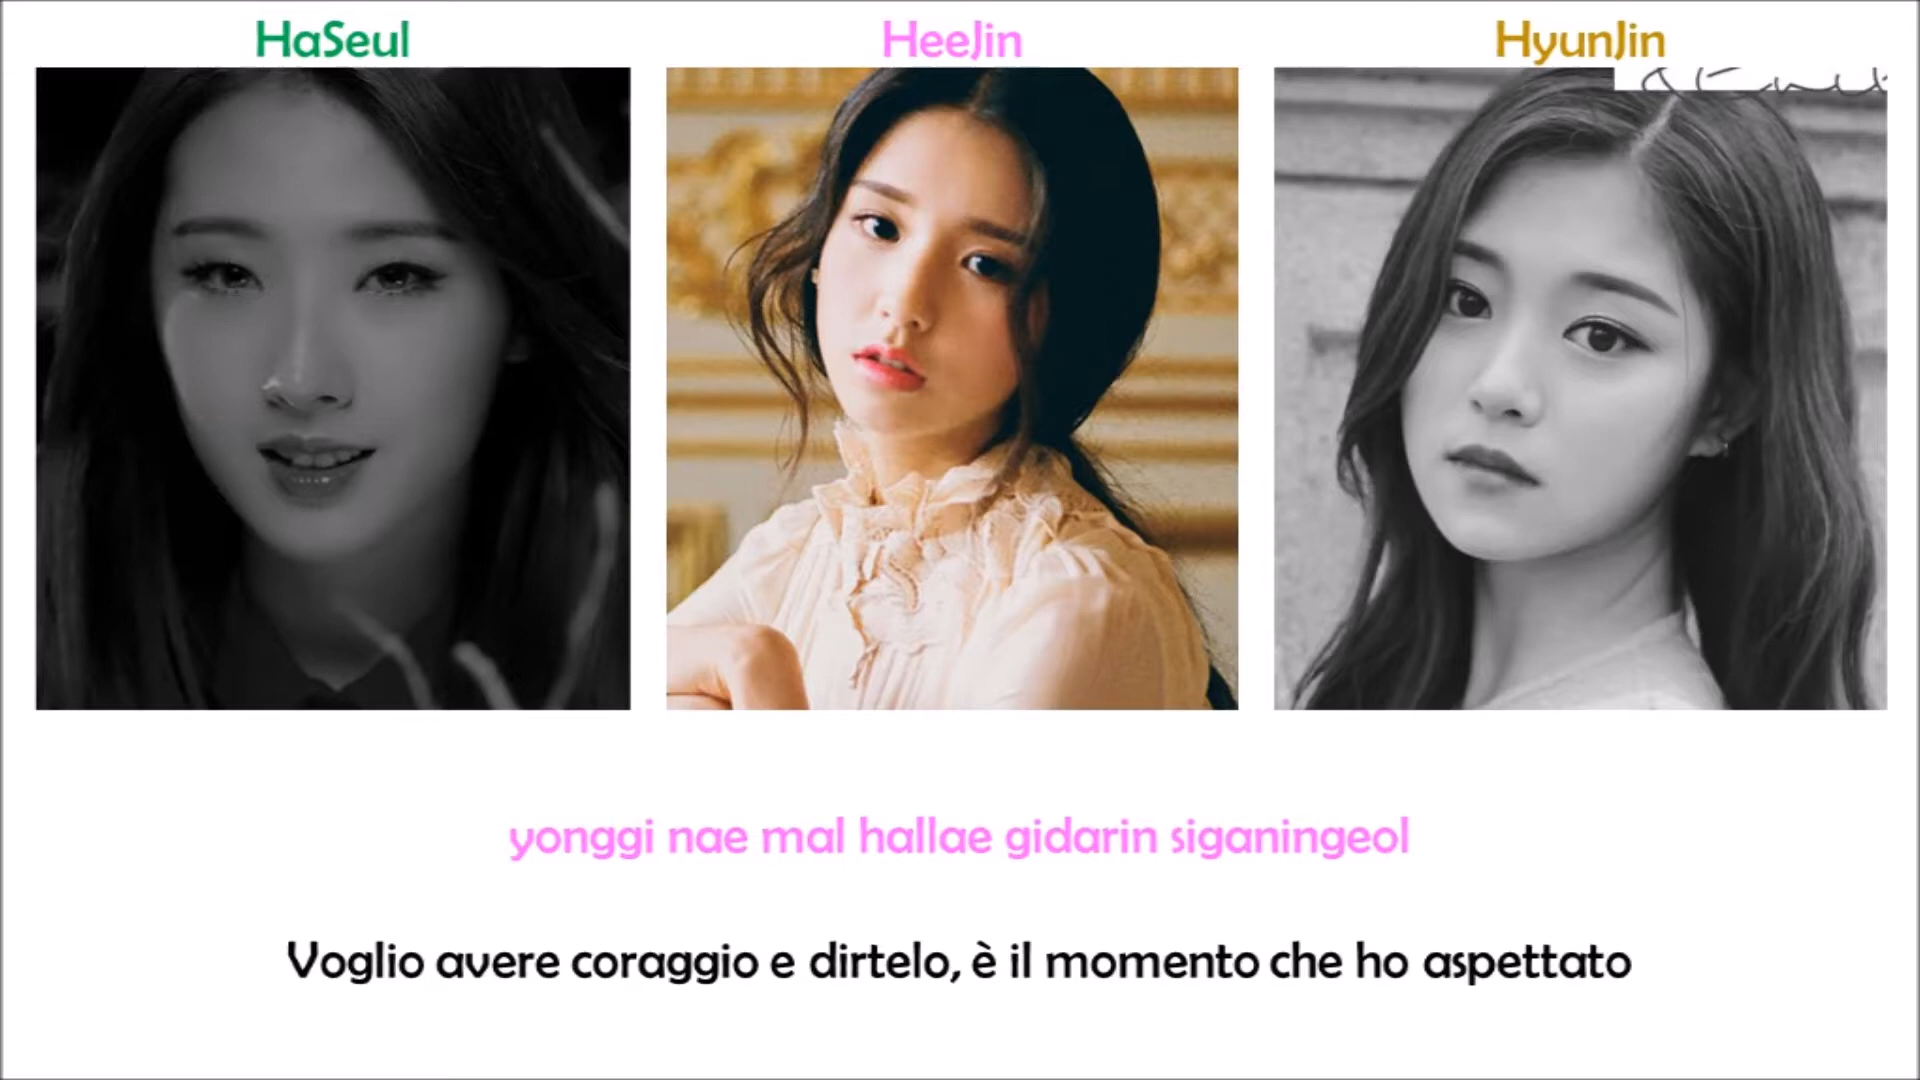 HaSeul
HeeJin
HyunJin
yonggi nae mal hallae gidarin siganingeol
Voglio avere coraggio e dirtelo, è il momento che ho aspettato